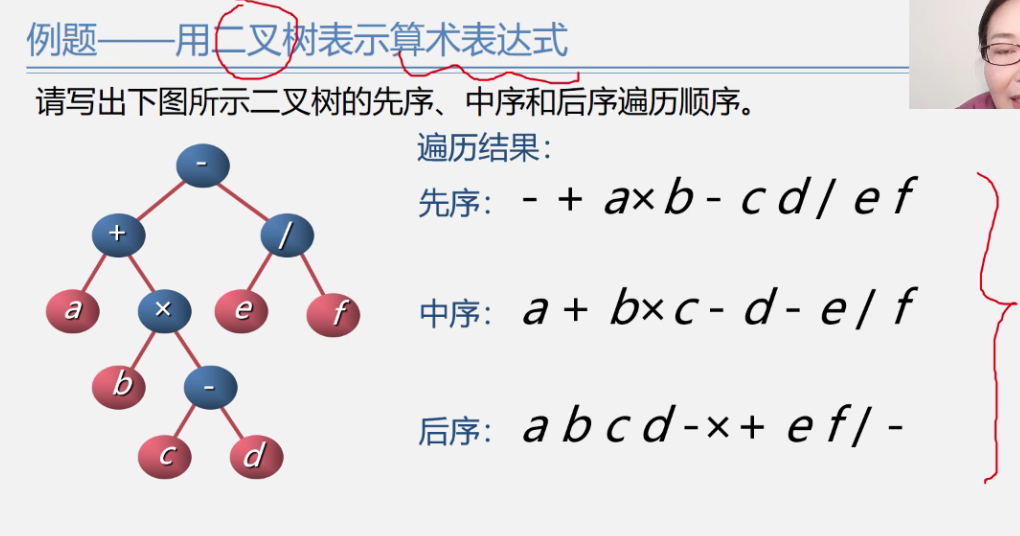 例题——用二叉树表示算术表达式
请写出下图所示二叉树的先序、中序和后序遍历顺序。
遍历结果：
先序： - + a×b - c d / e f
中序： a + b×c - d - e / f
后序： a b c d -×+ e f / -
-
+ /
a × e f
b -
c d